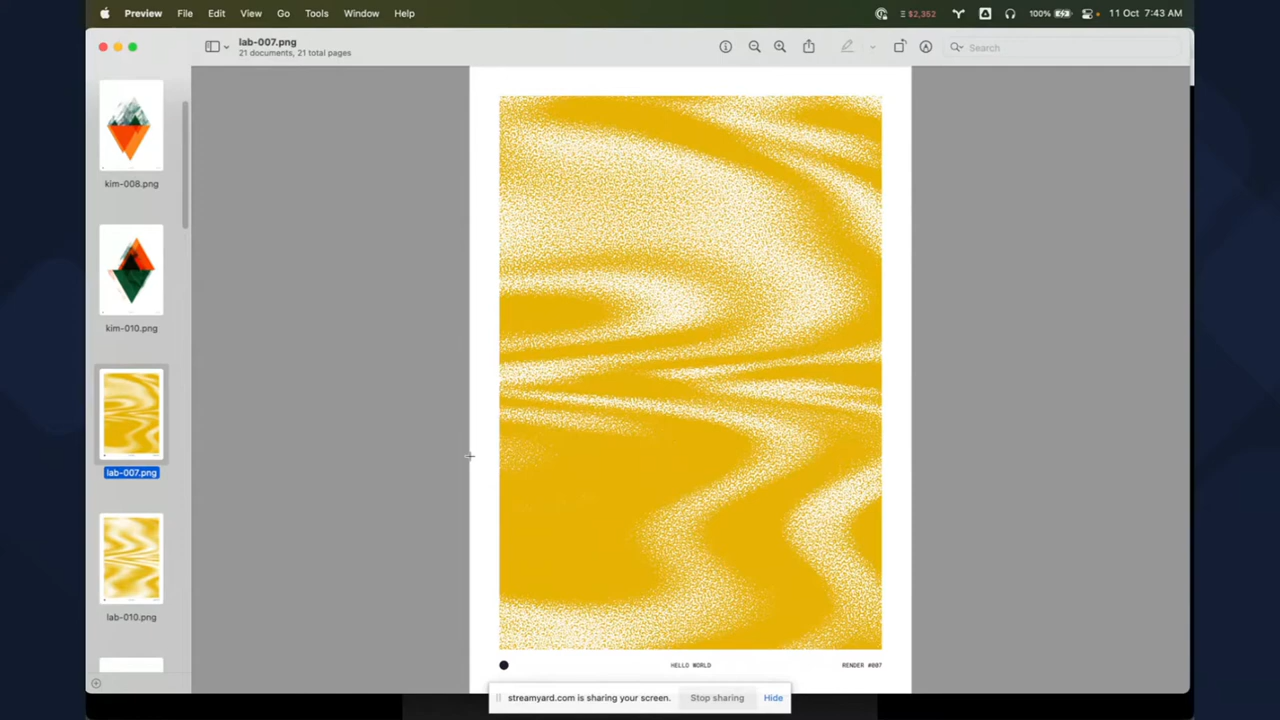 Preview File Edit View Go Tools Window Help
$2,352 100% 11 Oct 7:43 AM
lab-007.png
21 documents, 21 total pages
Search
kim-008.png
kim-010.png
lab-007.png
lab-010.png
HELLO WORLD RENDER #007
streamyard.com is sharing your screen. Stop sharing Hide